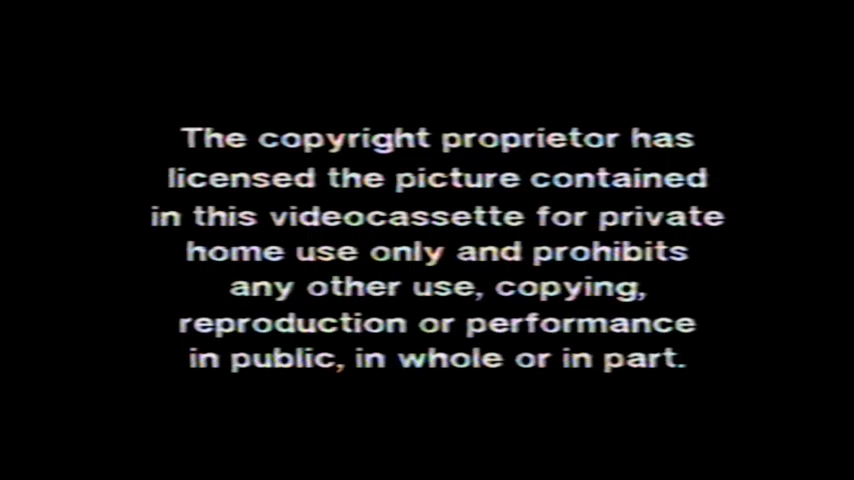 The copyright proprietor has
licensed the picture contained
in this videocassette for private
home use only and prohibits
any other use, copying,
reproduction or performance
in public, in whole or in part.